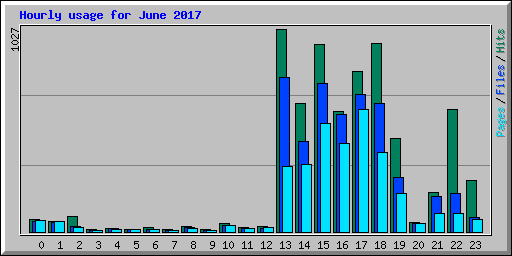 Hourly usage for June 2017
1027
Pages/Files/Hits
0 1 2 3 4 5 6 7 8 9 10 11 12 13 14 15 16 17 18 19 20 21 22 23